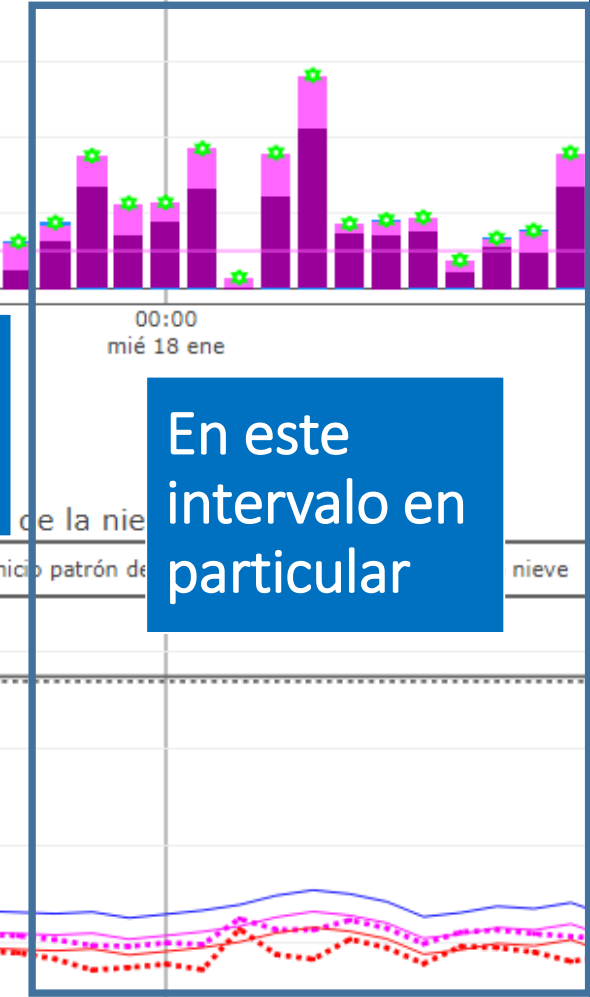 00:00
mié 18 ene
En este
intervalo en
particular
de la nie
nicio patrón de
nieve